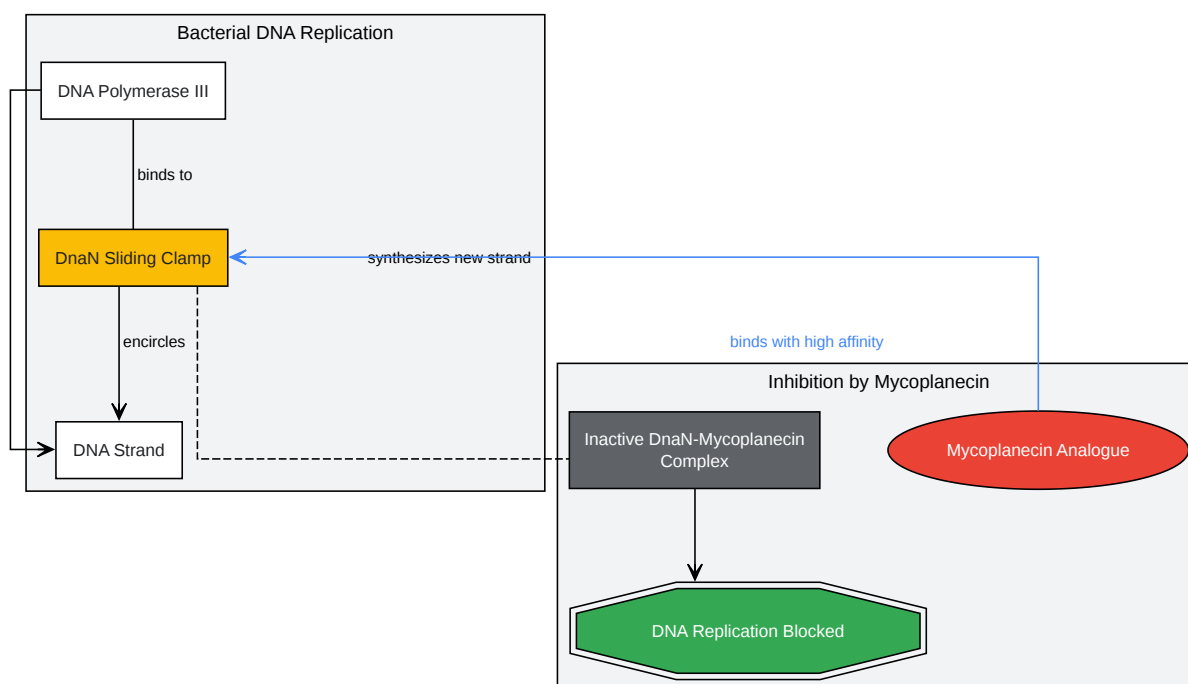 Bacterial DNA Replication
DNA Polymerase III
binds to
DnaN Sliding Clamp
synthesizes new strand
encircles
binds with high affinity
Inhibition by Mycoplanecin
DNA Strand
Inactive DnaN-Mycoplanecin
Complex
Mycoplanecin Analogue
DNA Replication Blocked